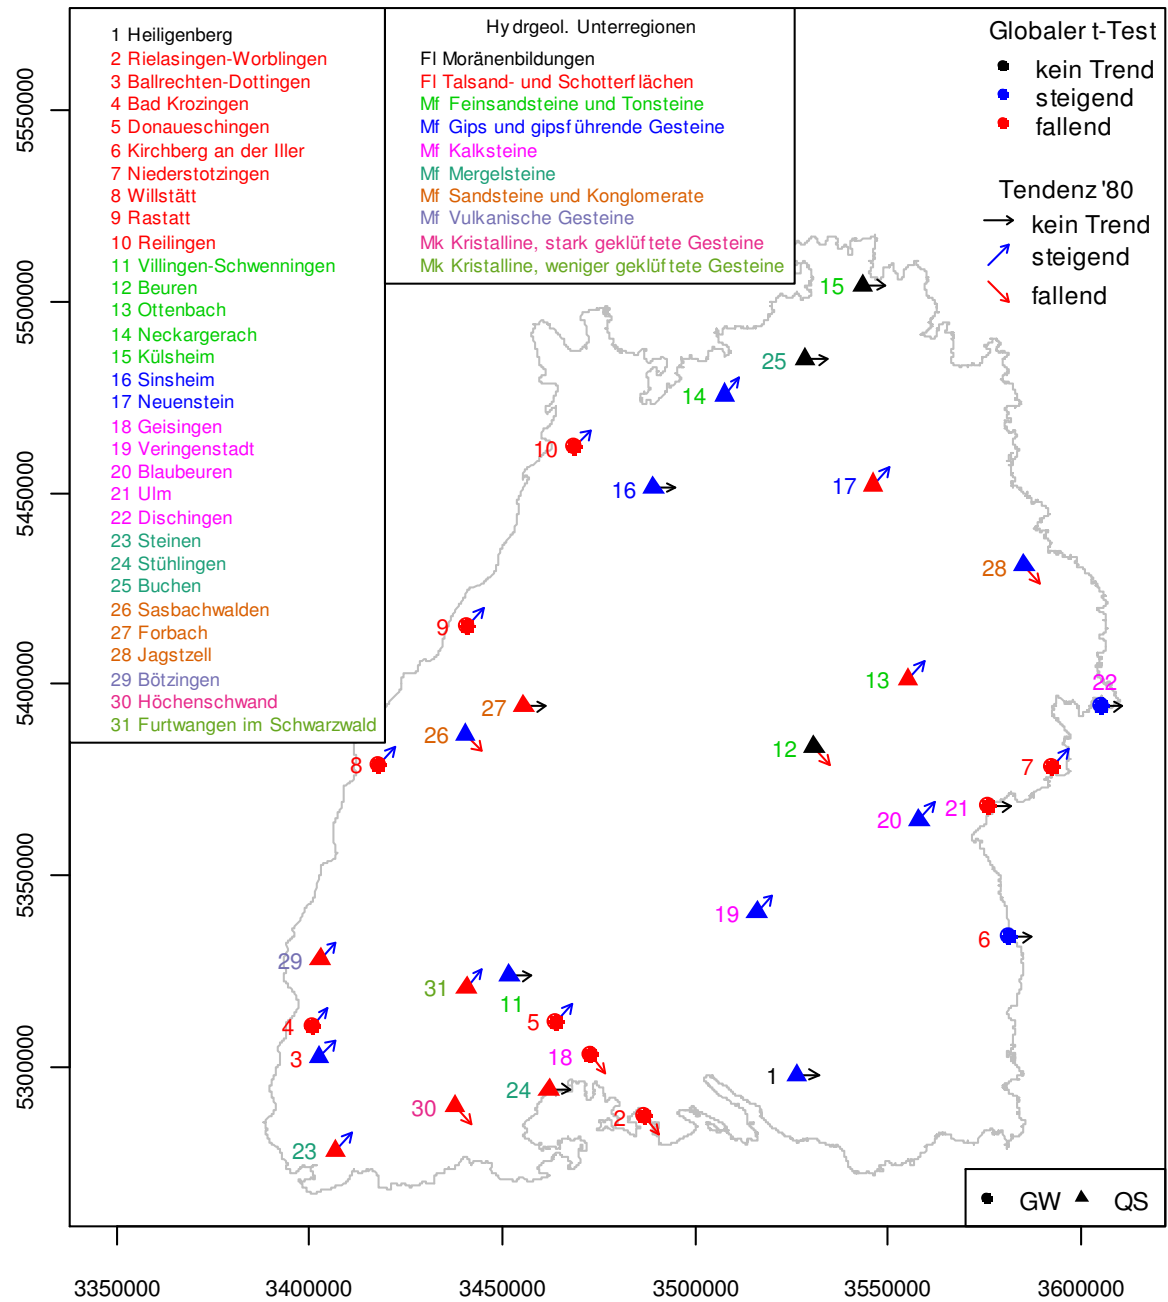 1 Heiligenberg
2 Rielasingen-Worblingen
3 Ballrechten-Dottingen
4 Bad Krozingen
5 Donaueschingen
6 Kirchberg an der Iller
7 Niederstotzingen
8 Willstätt
9 Rastatt
10 Reilingen
11 Villingen-Schwenningen
12 Beuren
13 Ottenbach
14 Neckargerach
15 Külsheim
16 Sinsheim
17 Neuenstein
18 Geisingen
19 Veringenstadt
20 Blaubeuren
21 Ulm
22 Dischingen
23 Steinen
24 Stühlingen
25 Buchen
26 Sasbachwalden
27 Forbach
28 Jagstzell
29 Bötzingen
30 Höchenschwand
31 Furtwangen im Schwarzwald
Hydrgeol. Unterregionen
Fl Moränenbildungen
Fl Talsand- und Schotterflächen
Mf Feinsandsteine und Tonsteine
Mf Gips und gipsführende Gesteine
Mf Kalksteine
Mf Mergelsteine
Mf Sandsteine und Konglomerate
Mf Vulkanische Gesteine
Mk Kristalline, stark geklüftete Gesteine
Mk Kristalline, weniger geklüftete Gesteine
Globaler t-Test
kein Trend
steigend
fallend
Tendenz '80
kein Trend
steigend
fallend
15
25
14
10
16
17
28
9
13
22
27
26
12
8
7
21
20
19
6
29
31
11
5
4
3
18
1
24
30
2
23
GW
QS
5550000
5500000
5450000
5400000
5350000
5300000
3350000
3400000
3450000
3500000
3550000
3600000